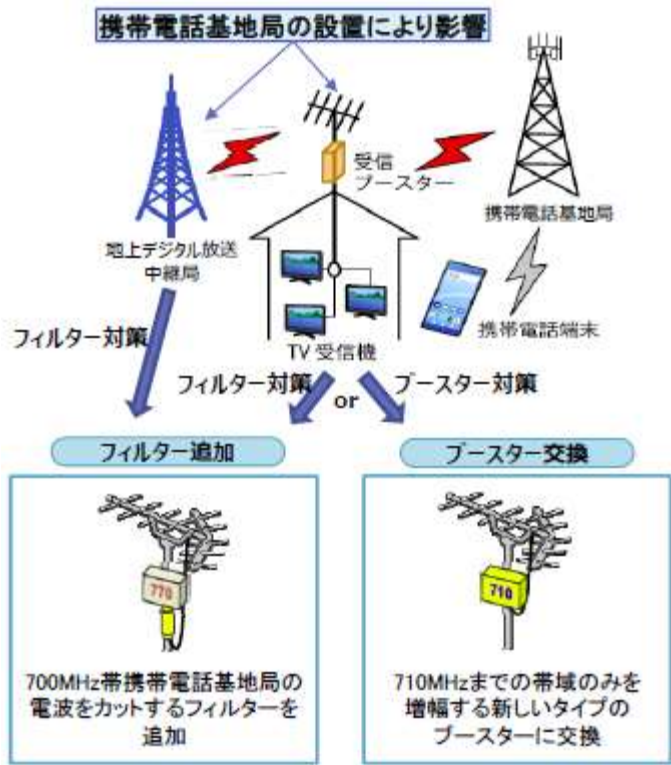 携帯電話基地局の設置により影響
受信
ブースター
携帯電話基地局
地上デジタル放送
中継局
携帯電話端末
フィルター対策
TV 受信機
フィルター対策
or
ブースター対策
フィルター追加
ブースター交換
770
710
700MHz帯携帯電話基地局の
電波をカットするフィルターを
追加
710MHzまでの帯域のみを
増幅する新しいタイプの
ブースターに交換